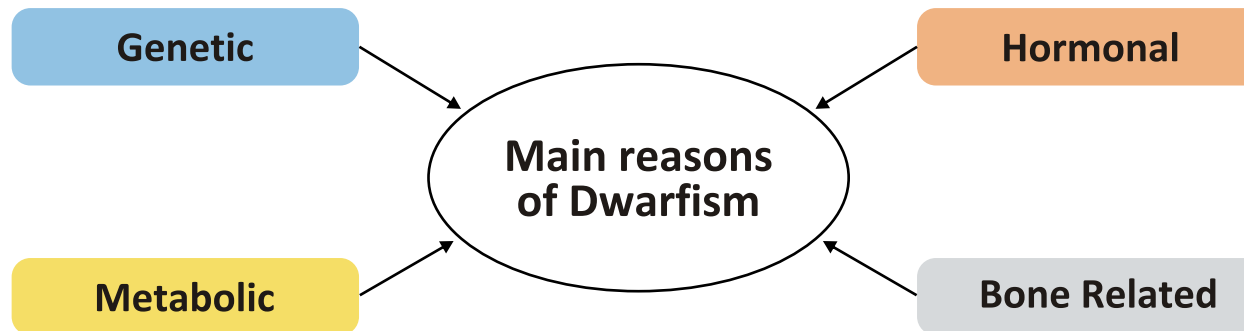 Genetic
Hormonal
Main reasons
of Dwarfism
Metabolic
Bone Related